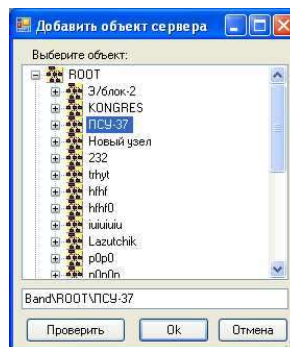 Добавить объект сервера
Выберите объект:
ROOT
Э/блок-2
KONGRES
ПСУ-37
Новый узел
232
trhyt
hfhf
hfhf0
iuiuiuiu
Lazutchik
p0p0
n0n0n
Band\ROOT\ПСУ-37
Проверить
Ok
Отмена